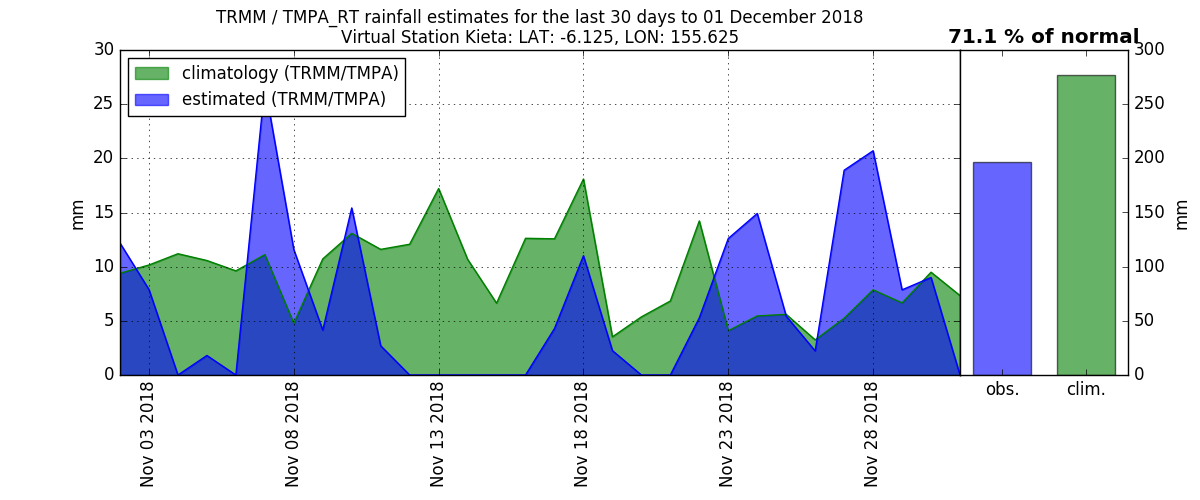 TRMM / TMPA_RT rainfall estimates for the last 30 days to 01 December 2018
Virtual Station Kieta: LAT: -6.125, LON: 155.625
71.1 % of normal
climatology (TRMM/TMPA)
estimated (TRMM/TMPA)
30
25
20
15
10
5
0
mm
300
250
200
150
100
50
0
mm
Nov 03 2018
Nov 08 2018
Nov 13 2018
Nov 18 2018
Nov 23 2018
Nov 28 2018
obs.
clim.